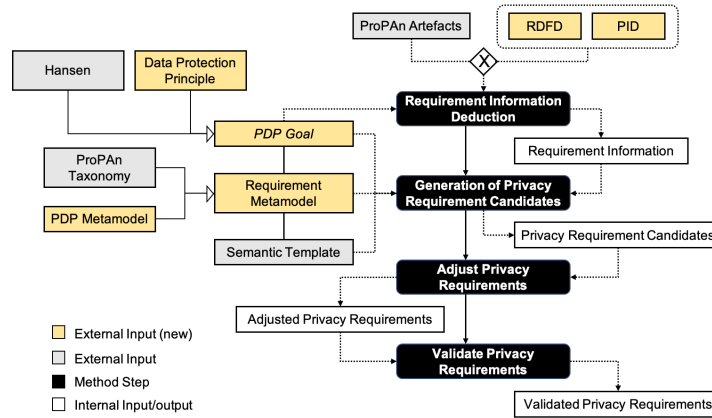 ProPAn Artefacts
RDFD
PID
X
Hansen
Data Protection
Principle
PDP Goal
Requirement Information
Deduction
Requirement Information
ProPAn
Taxonomy
PDP Metamodel
Requirement
Metamodel
Generation of Privacy
Requirement Candidates
Semantic Template
Privacy Requirement Candidates
Adjust Privacy
Requirements
Adjusted Privacy Requirements
Validate Privacy
Requirements
Validated Privacy Requirements
External Input (new)
External Input
Method Step
Internal Input/output